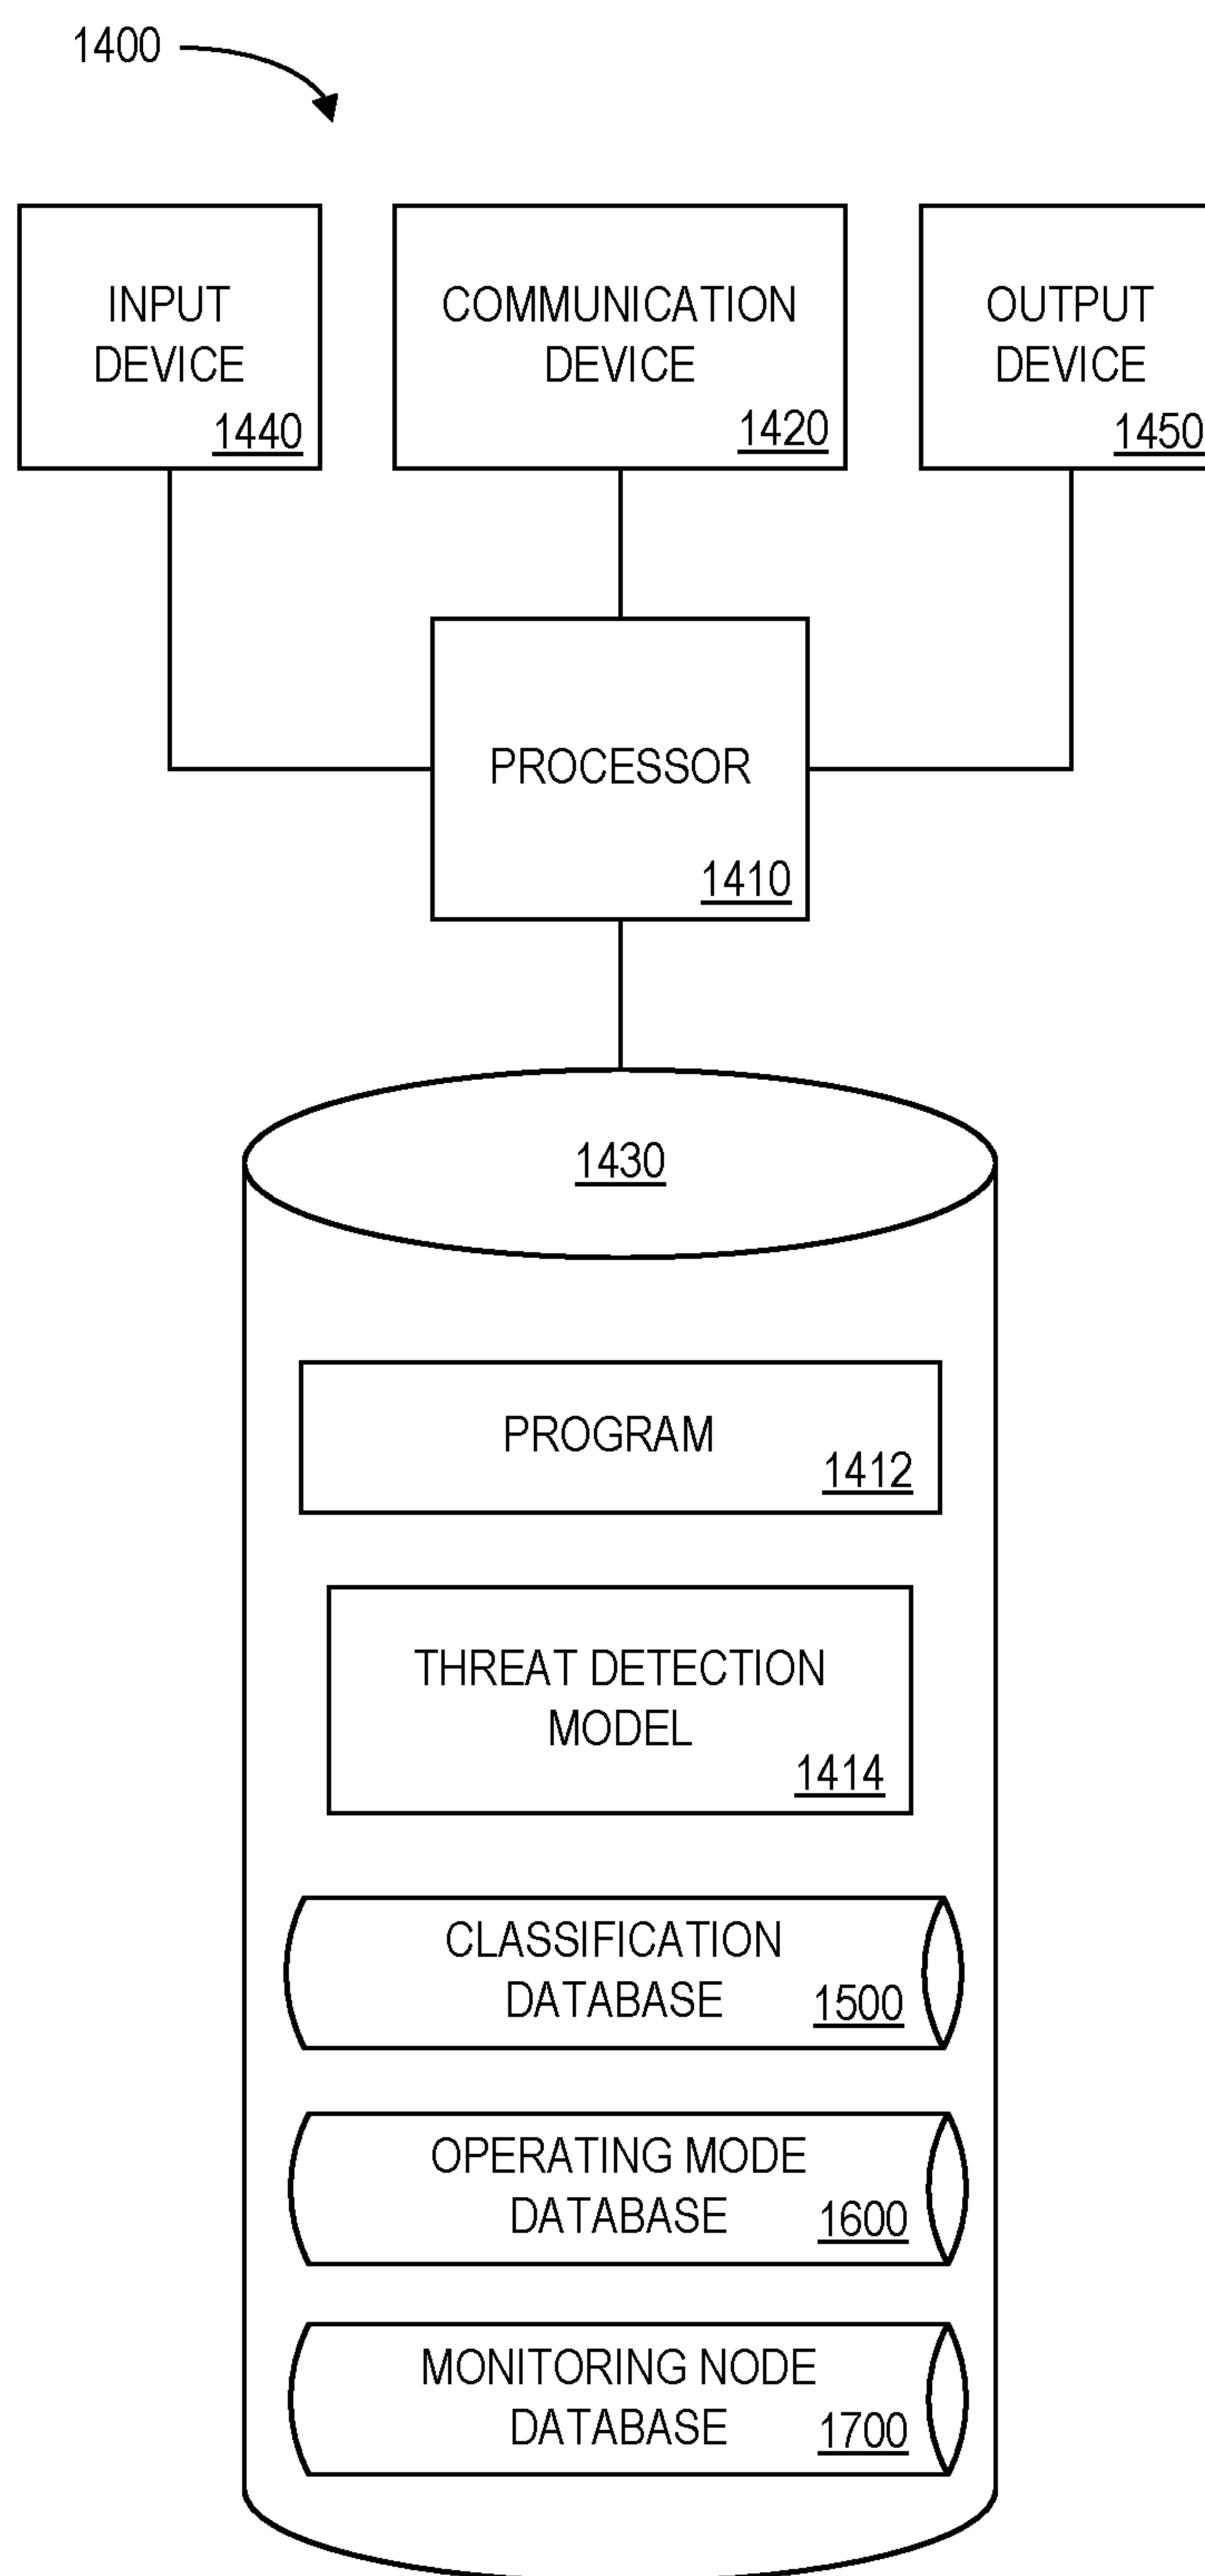 1400
INPUT
DEVICE
1440
COMMUNICATION
DEVICE
1420
OUTPUT
DEVICE
1450
PROCESSOR
1410
1430
PROGRAM
1412
THREAT DETECTION
MODEL
1414
CLASSIFICATION
DATABASE
1500
OPERATING MODE
DATABASE
1600
MONITORING NODE
DATABASE
1700